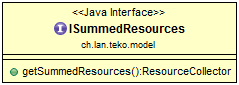 <<Java Interface>>
I ISummedResources
ch.lan.teko.model
getSummedResources():ResourceCollector